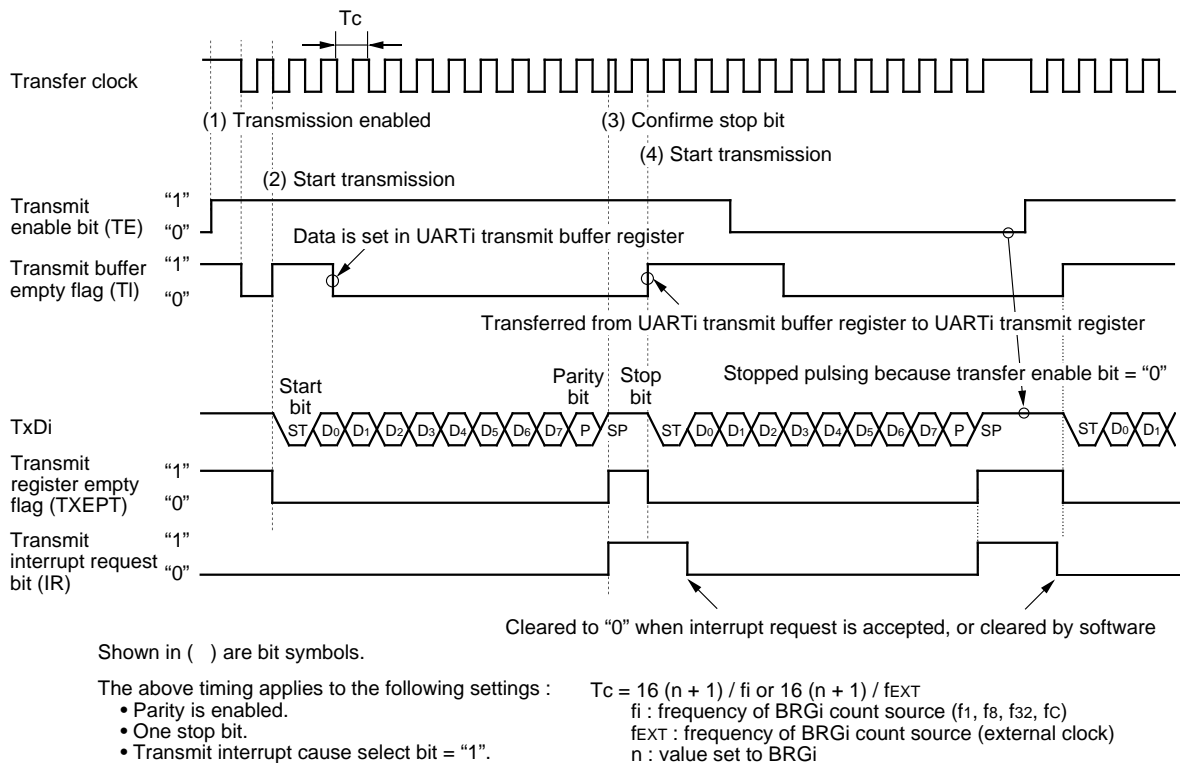 Tc
Transfer clock
(1) Transmission enabled
(3) Confirme stop bit
(4) Start transmission
(2) Start transmission
Transmit
enable bit (TE)
“1”
“0”
Data is set in UARTi transmit buffer register
Transmit buffer
empty flag (TI)
“1”
“0”
Transferred from UARTi transmit buffer register to UARTi transmit register
Start
bit
Parity
bit
Stop
bit
Stopped pulsing because transfer enable bit = “0”
TxDi
ST D0 D1 D2 D3 D4 D5 D6 D7 P SP ST D0 D1 D2 D3 D4 D5 D6 D7 P SP ST D0 D1
Transmit
register empty
flag (TXEPT)
“1”
“0”
Transmit
interrupt request
bit (IR)
“1”
“0”
Cleared to “0” when interrupt request is accepted, or cleared by software
Shown in ( ) are bit symbols.
The above timing applies to the following settings :
• Parity is enabled.
• One stop bit.
• Transmit interrupt cause select bit = “1”.
Tc = 16 (n + 1) / fi or 16 (n + 1) / fEXT
fi : frequency of BRGi count source (f1, f8, f32, fC)
fEXT : frequency of BRGi count source (external clock)
n : value set to BRGi